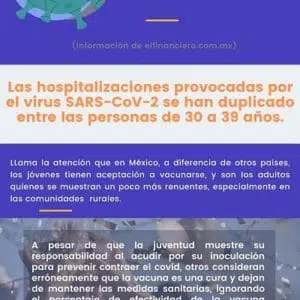 (información de elfinanciero.com.mx)
Las hospitalizaciones provocadas por
el virus SARS-CoV-2 se han duplicado
entre las personas de 30 a 39 años.
Llama la atención que en México, a diferencia de otros países,
los jóvenes tienen aceptación a vacunarse, y son los adultos
quienes se muestran un poco más renuentes, especialmente en
las comunidades rurales.
A pesar de que la juventud muestre su
responsabilidad al acudir por su inoculación
para prevenir contraer el covid, otros consideran
erróneamente que la vacuna es una cura y dejan
de mantener las medidas sanitarias, ignorando
el porcentaje de efectividad de la vacuna